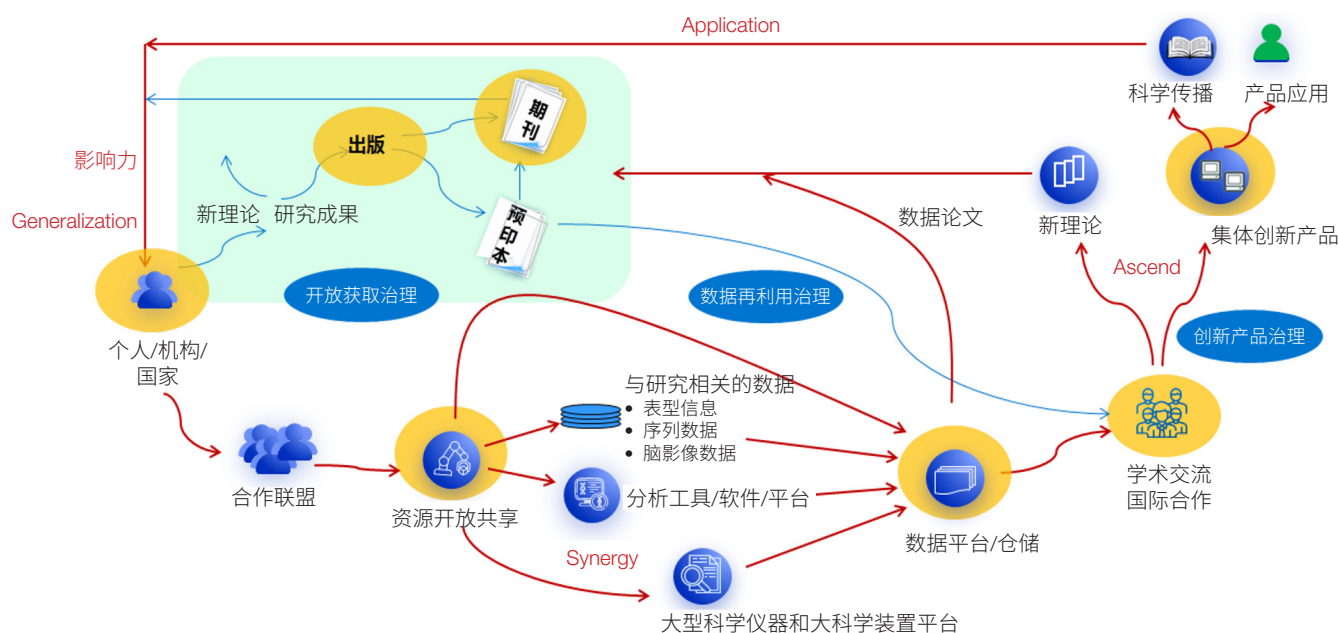 Application
科学传播
产品应用
期
刊
出版
影响力
新理论
研究成果
Generalization
预
印
本
数据论文
新理论
集体创新产品
Ascend
开放获取治理
数据再利用治理
创新产品治理
个人/机构/
国家
与研究相关的数据
• 表型信息
• 序列数据
• 脑影像数据
合作联盟
资源开放共享
分析工具/软件/平台
学术交流
国际合作
数据平台/仓储
Synergy
大型科学仪器和大科学装置平台